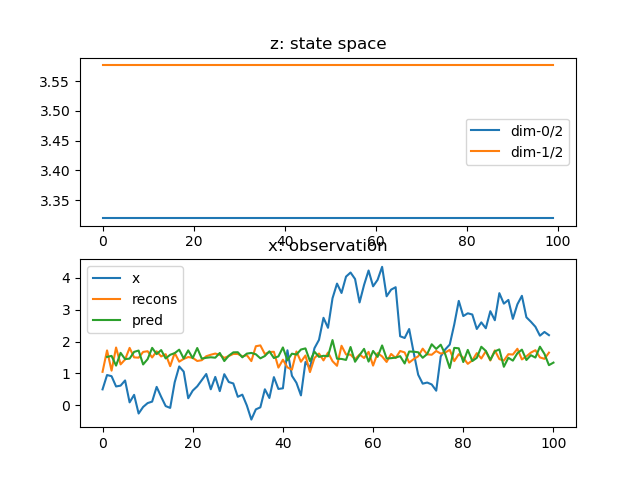 z: state space
3.55
3.50
3.45
3.40
3.35
dim-0/2
dim-1/2
0 20 40 60 80 100
x: observation
4
3
2
1
0
x
recons
pred
0 20 40 60 80 100